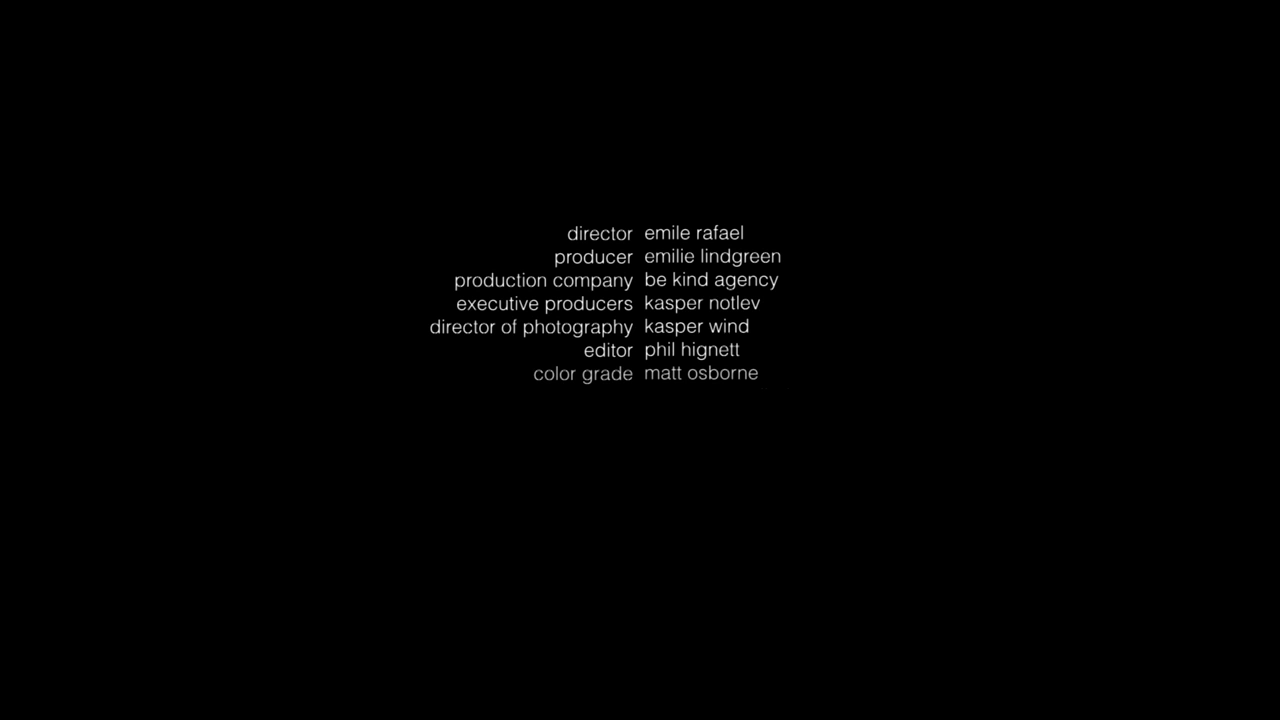 director emile rafael
producer emilie lindgreen
production company be kind agency
executive producers kasper notlev
director of photography kasper wind
editor phil hignett
color grade matt osborne